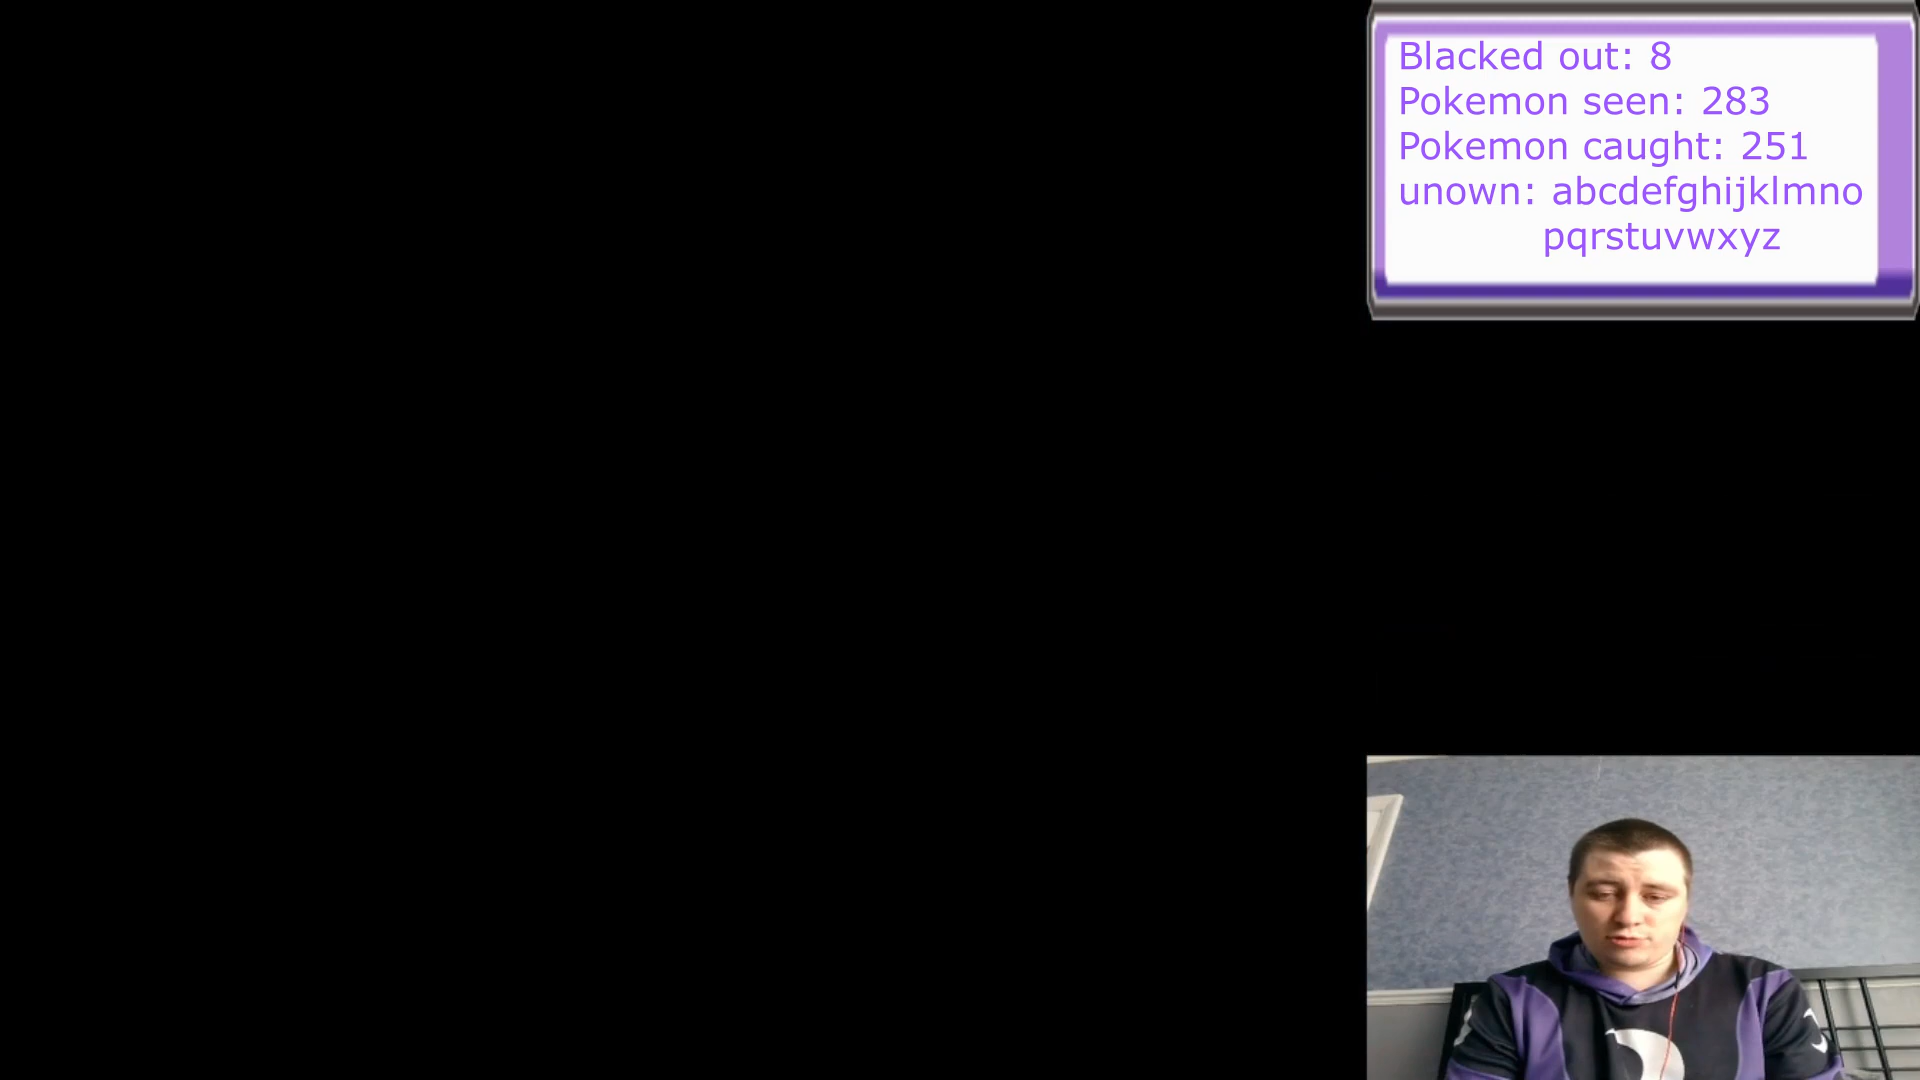 Blacked out: 8
Pokemon seen: 283
Pokemon caught: 251
unown: abcdefghijklmno
pqrstuvwxyz